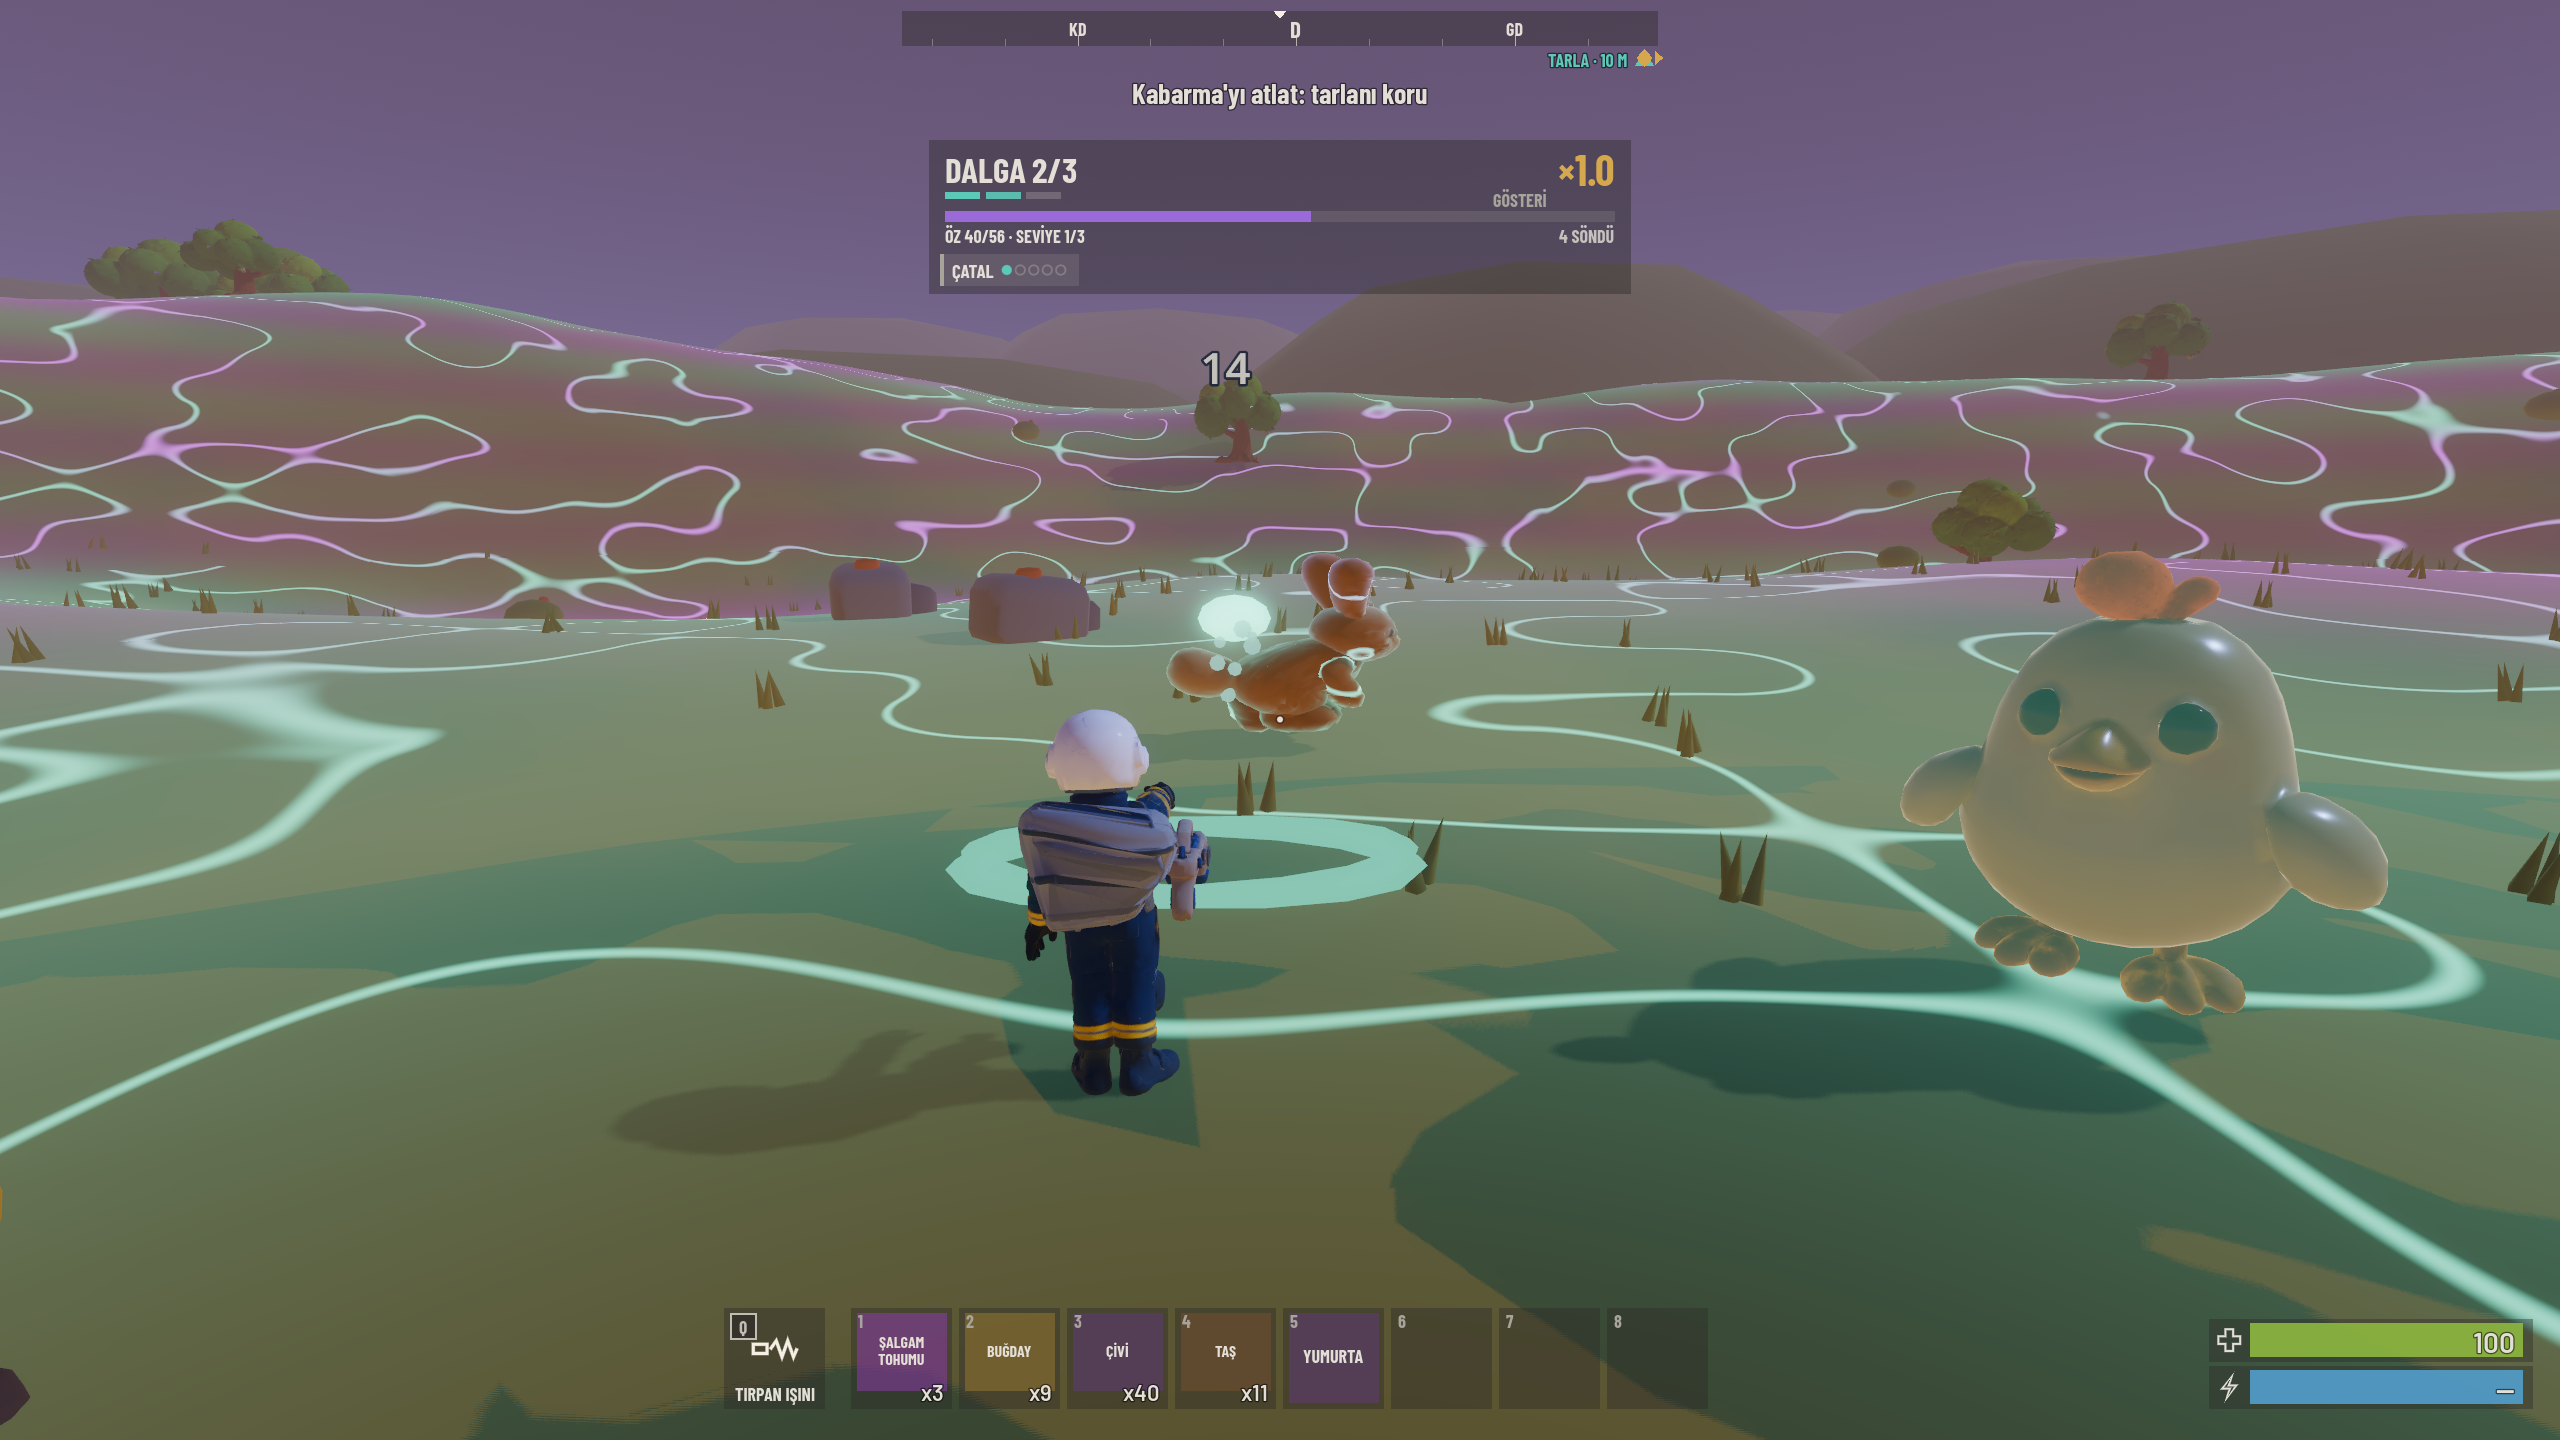 KD D GD
TARLA · 10 M
Kabarma'yı atlat: tarlanı koru
DALGA 2/3
×1.0
GÖSTERİ
ÖZ 40/56 · SEVİYE 1/3
4 SÖNDÜ
ÇATAL
14
Q
TIRPAN IŞINI
1
ŞALGAM
TOHUMU
x3
2
BUĞDAY
x9
3
ÇİVİ
x40
4
TAŞ
x11
5
YUMURTA
6
7
8
100
—